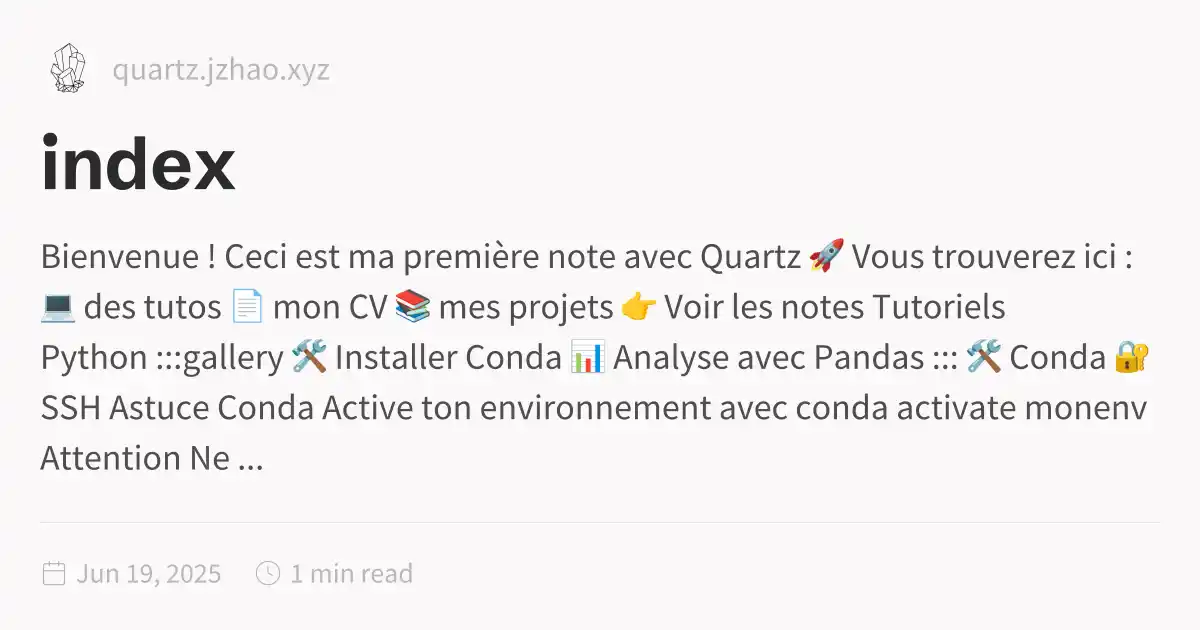 quartz.jzhao.xyz
index
Bienvenue ! Ceci est ma première note avec Quartz 🚀 Vous trouverez ici :
💻 des tutos 📄 mon CV 📚 mes projets 👉 Voir les notes Tutoriels
Python :::gallery 🛠️ Installer Conda 📊 Analyse avec Pandas ::: 🛠️ Conda 🔐
SSH Astuce Conda Active ton environnement avec conda activate monenv
Attention Ne ...
Jun 19, 2025 1 min read